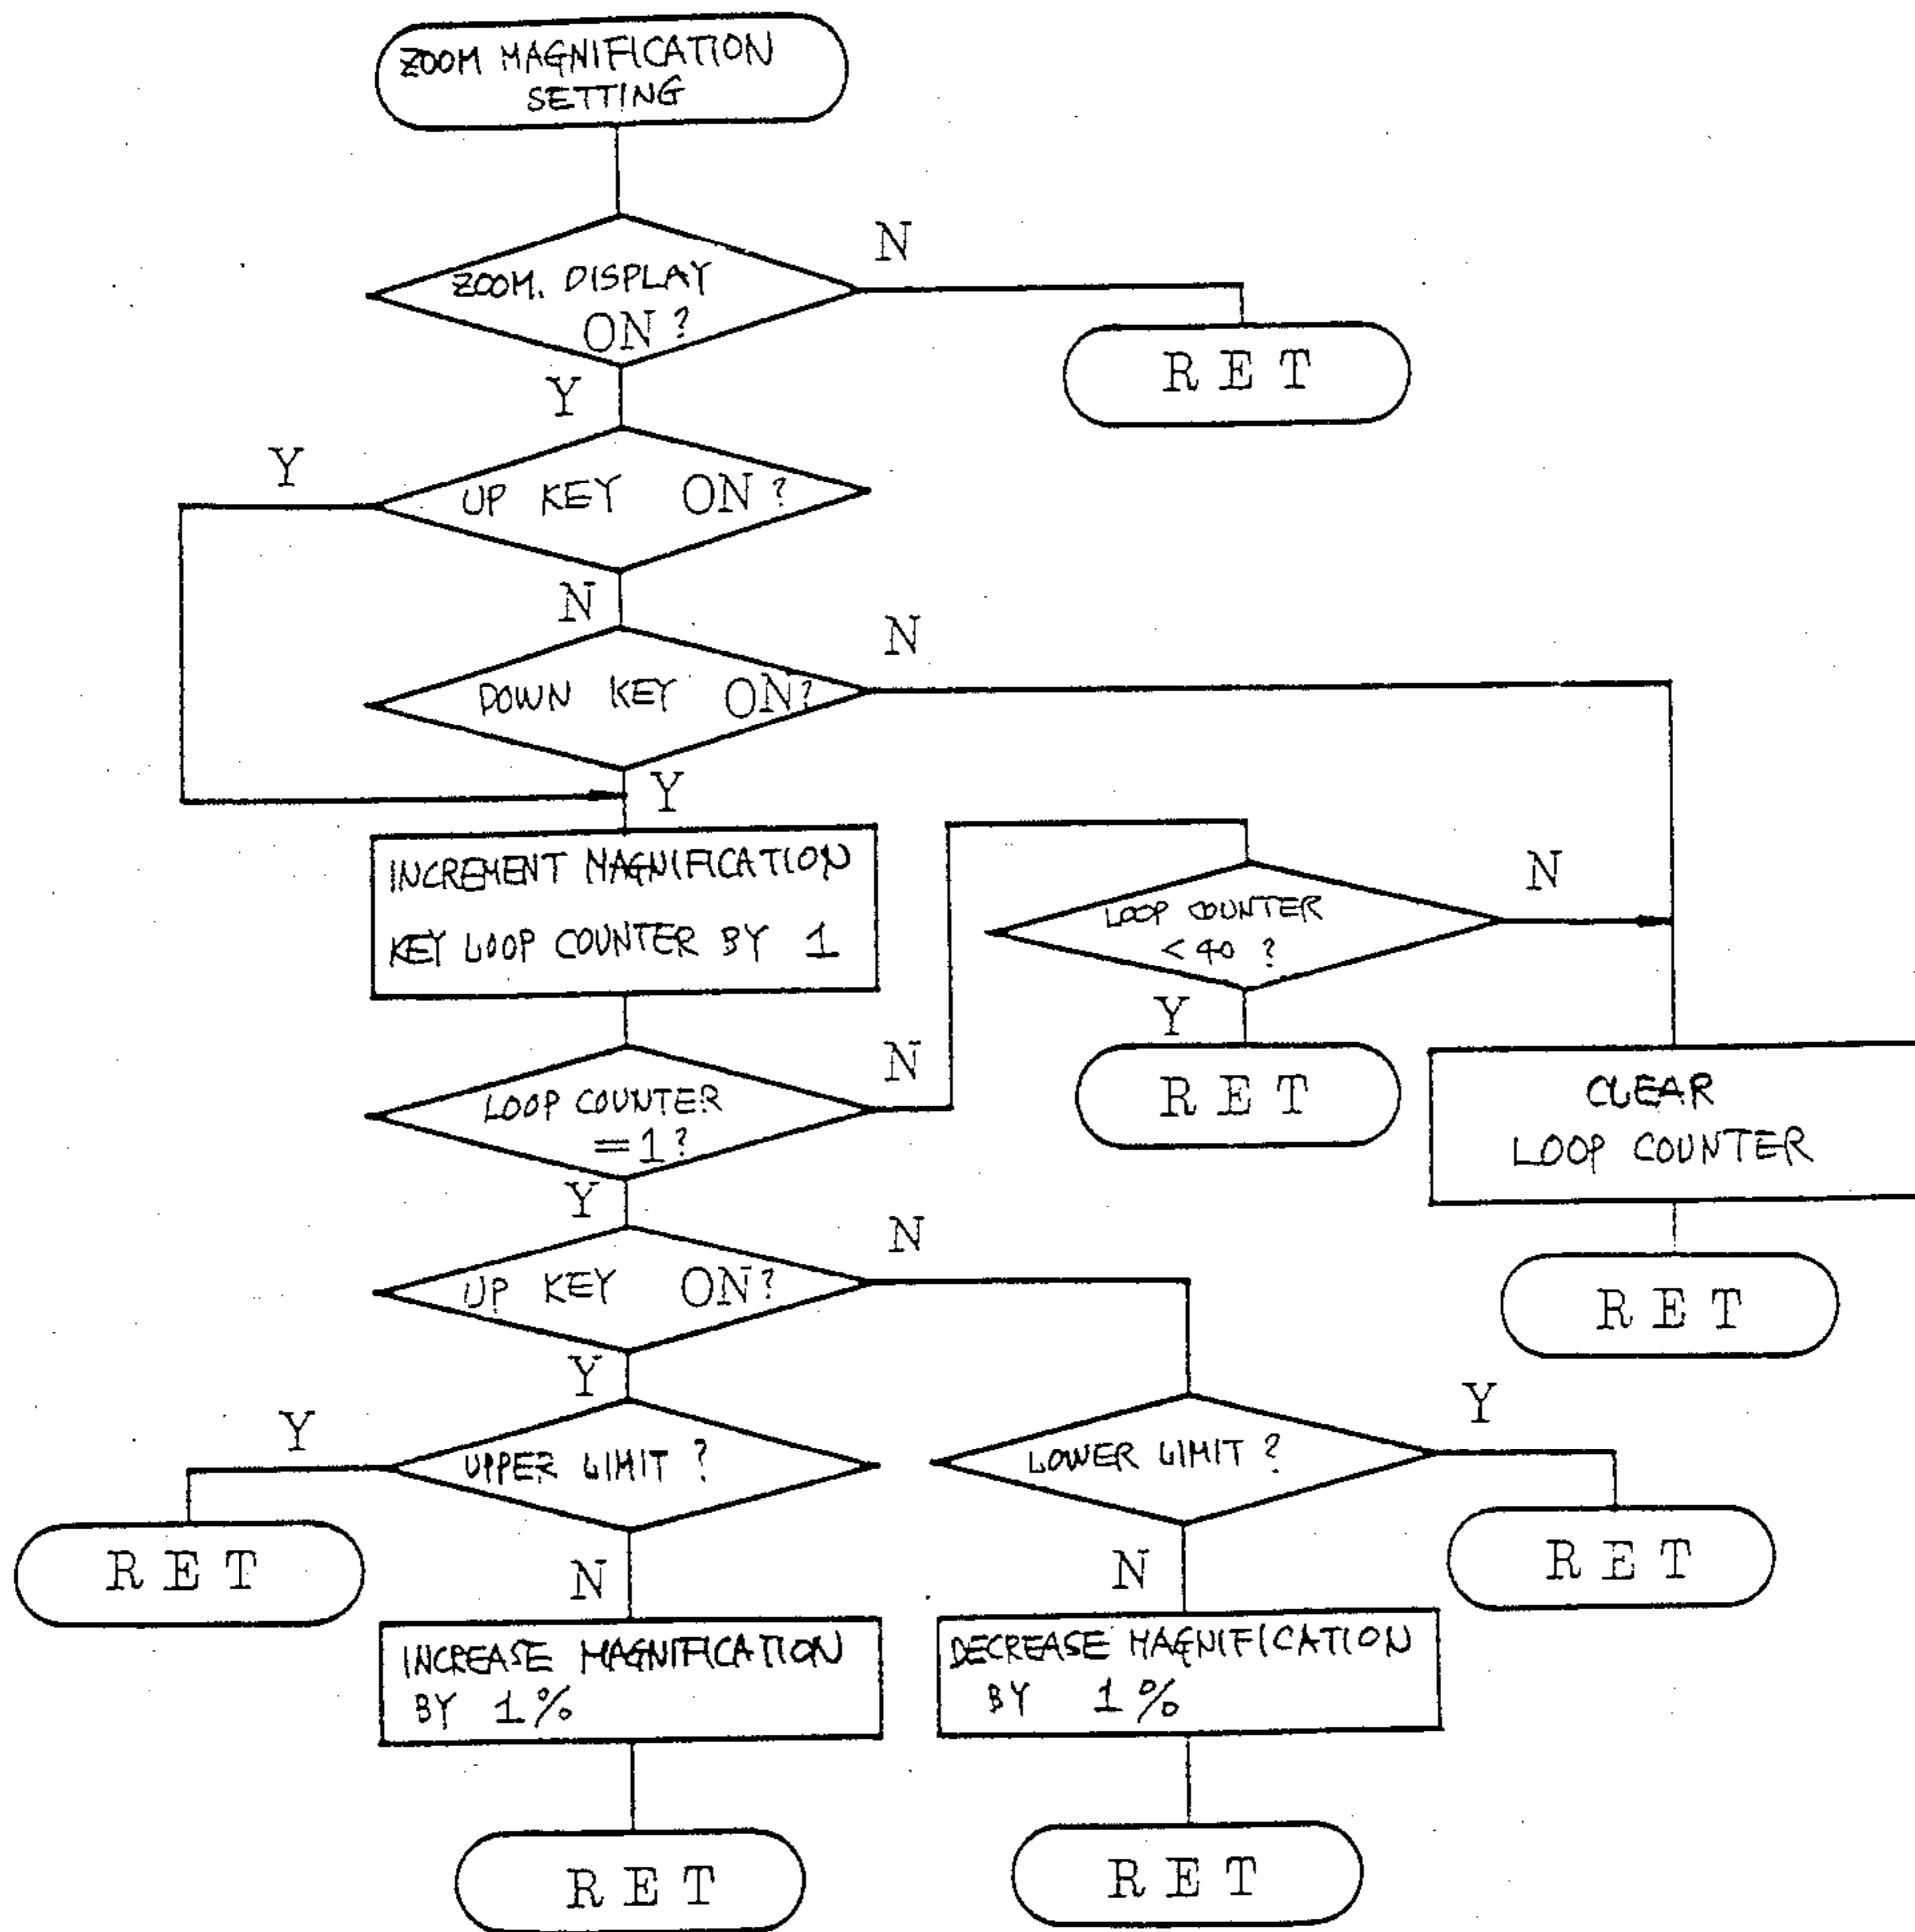 ZOOM MAGNIFICATION
SETTING
N
ZOOM. DISPLAY
ON?
RET
Y
Y
UP KEY ON?
N
N
DOWN KEY ON?
Y
INCREMENT MAGNIFICATION
KEY LOOP COUNTER BY 1
N
LOOP COUNTER
< 40 ?
Y
RET
N
LOOP COUNTER
=1?
CLEAR
LOOP COUNTER
RET
Y
N
UP KEY ON?
Y
Y
UPPER LIMIT ?
Y
LOWER LIMIT ?
RET
N
N
RET
INCREASE MAGNIFICATION
BY 1%
DECREASE MAGNIFICATION
BY 1%
RET
RET